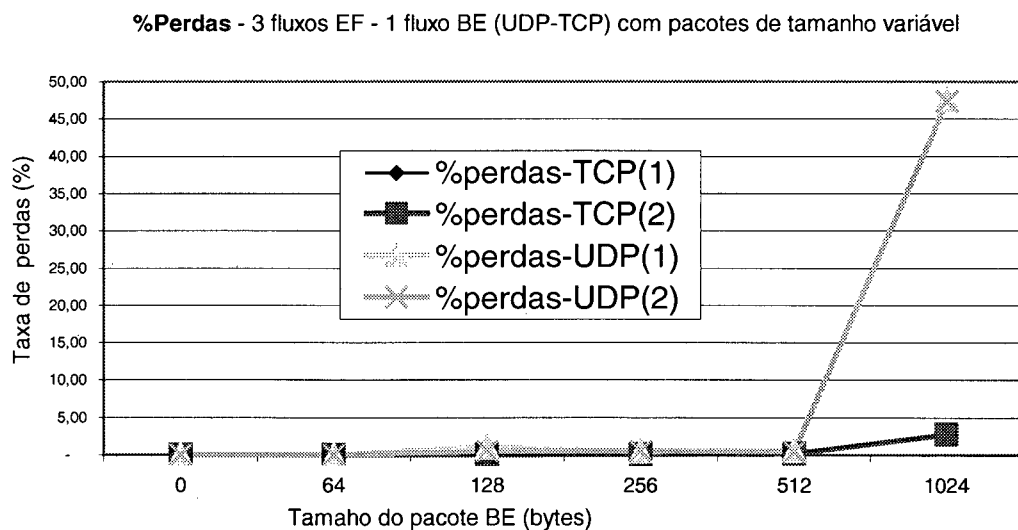 %Perdas - 3 fluxos EF - 1 fluxo BE (UDP-TCP) com pacotes de tamanho variável
50,00
45,00
40,00
35,00
30,00
25,00
20,00
15,00
10,00
5,00
-
Taxa de perdas (%)
%perdas-TCP(1)
%perdas-TCP(2)
%perdas-UDP(1)
%perdas-UDP(2)
0 64 128 256 512 1024
Tamaho do pacote BE (bytes)